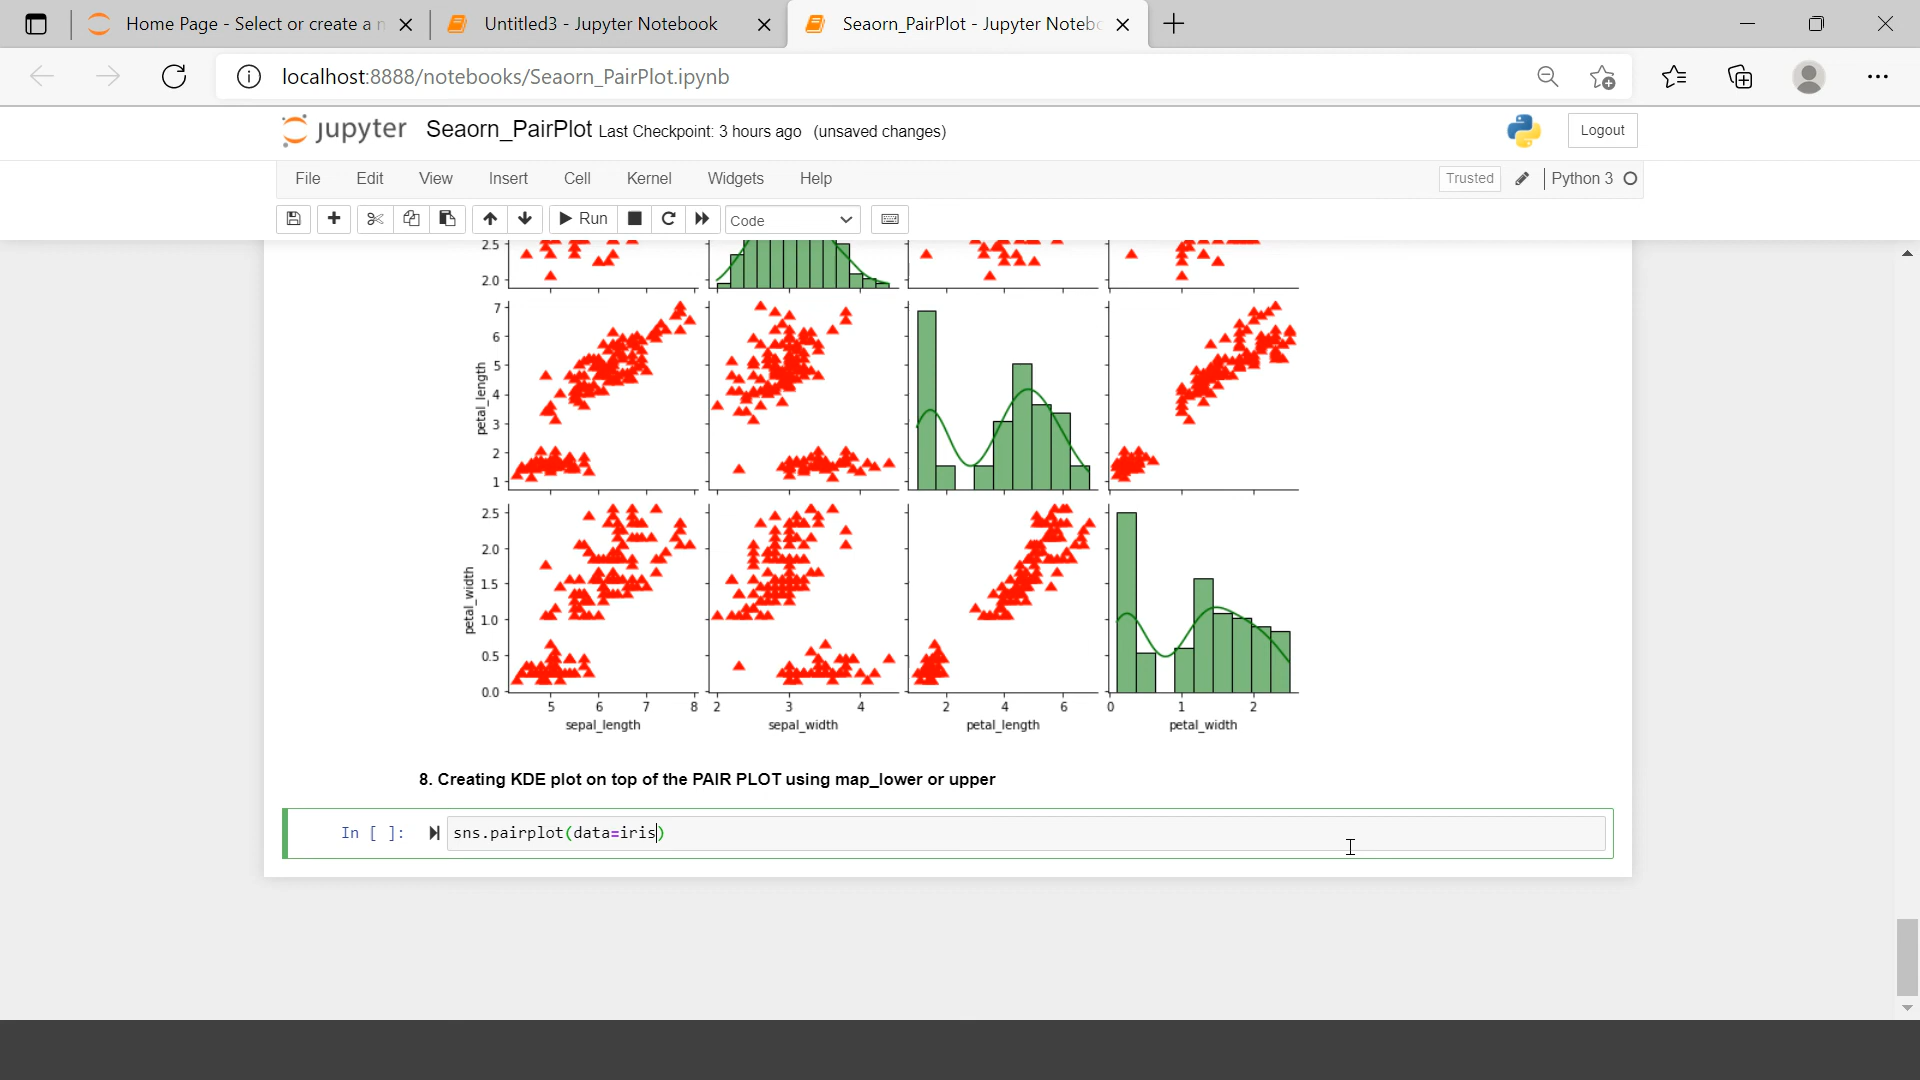 Home Page - Select or create a n
Untitled3 - Jupyter Notebook
Seaorn_PairPlot - Jupyter Notebo
localhost:8888/notebooks/Seaorn_PairPlot.ipynb
jupyter Seaorn_PairPlot Last Checkpoint: 3 hours ago (unsaved changes)
Logout
File Edit View Insert Cell Kernel Widgets Help
Trusted
Python 3
Run
Code
2.5
2.0
7
6
5
4
3
2
1
petal_length
2.5
2.0
1.5
1.0
0.5
0.0
petal_width
5 6 7 8 2 3 4 2 4 6 0 1 2
sepal_length sepal_width petal_length petal_width
8. Creating KDE plot on top of the PAIR PLOT using map_lower or upper
In [ ]: sns.pairplot(data=iris)